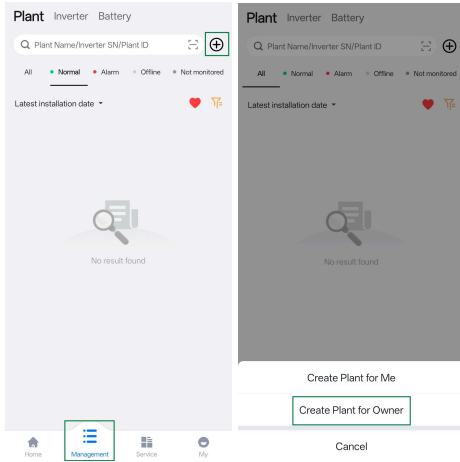 Plant Inverter Battery
Plant Name/Inverter SN/Plant ID
All Normal Alarm Offline Not monitored
Latest installation date
No result found
Home Management Service My
Plant Inverter Battery
Plant Name/Inverter SN/Plant ID
All Normal Alarm Offline Not monitored
Latest installation date
No result found
Create Plant for Me
Create Plant for Owner
Cancel